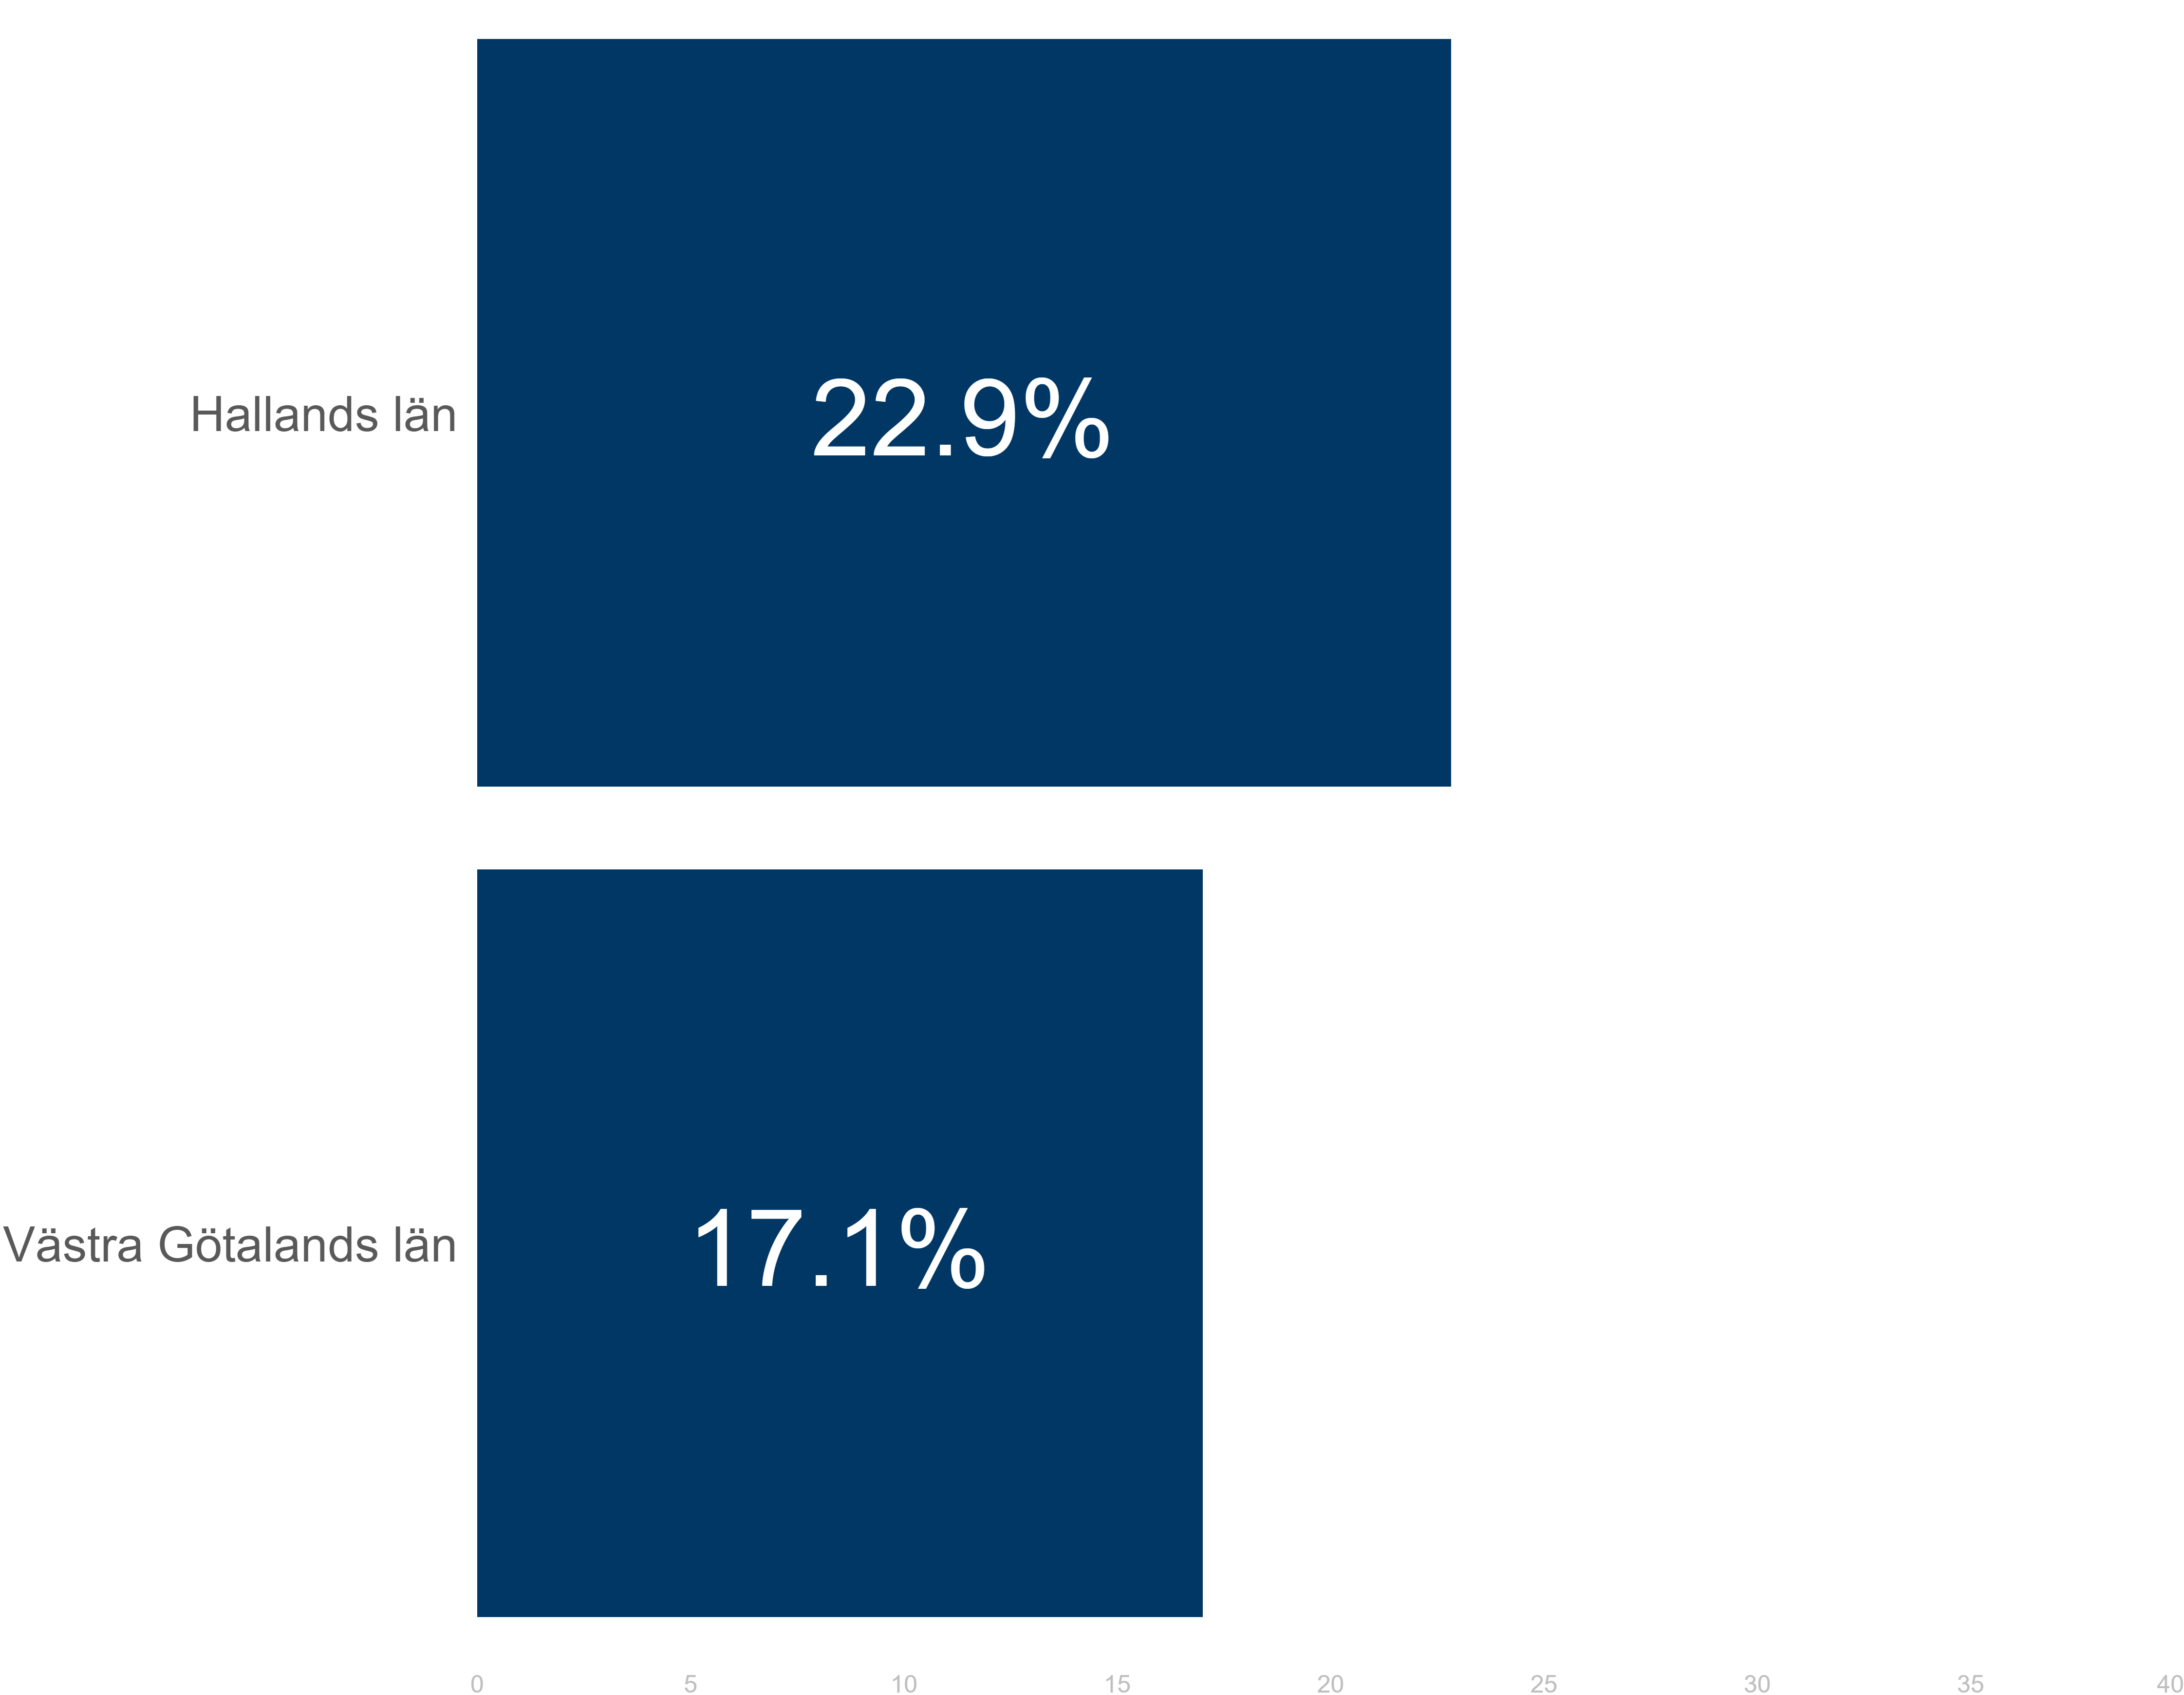 Hallands län
22.9%
Västra Götalands län
17.1%
0 5 10 15 20 25 30 35 40